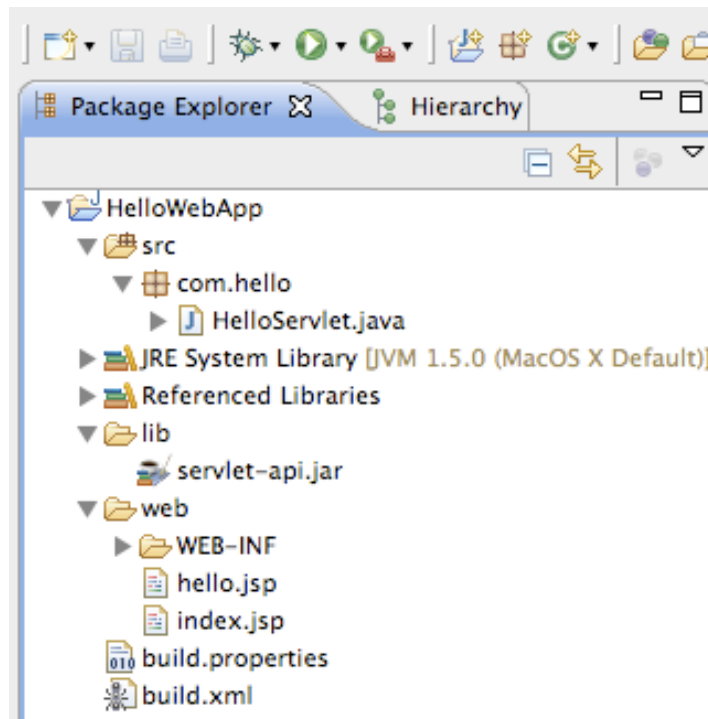 Package Explorer Hierarchy
HelloWebApp
src
com.hello
HelloServlet.java
JRE System Library [JVM 1.5.0 (MacOS X Default)]
Referenced Libraries
lib
servlet-api.jar
web
WEB-INF
hello.jsp
index.jsp
build.properties
build.xml